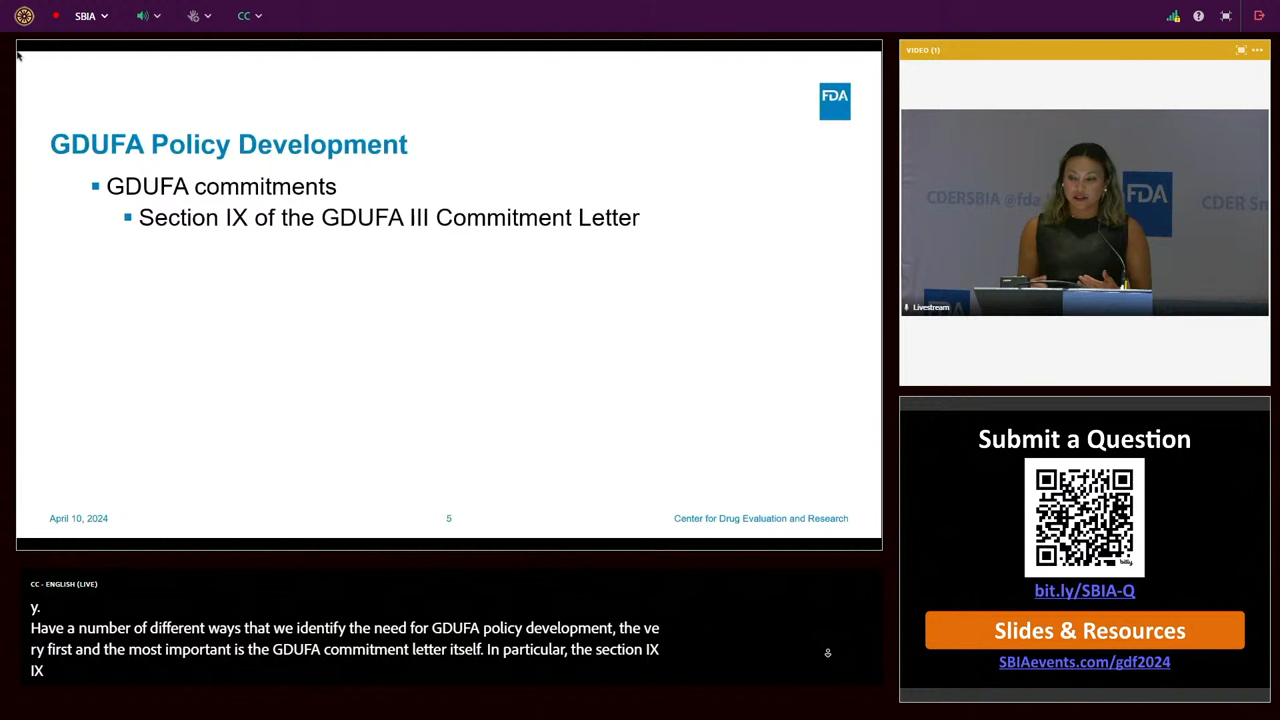 SBIA
CC
VIDEO (1)
FDA
GDUFA Policy Development
GDUFA commitments
Section IX of the GDUFA III Commitment Letter
April 10, 2024
5
Center for Drug Evaluation and Research
CDERSBIA @fda
FDA
CDER Sm
Livestream
CC - ENGLISH (LIVE)
y.
Have a number of different ways that we identify the need for GDUFA policy development, the ve
ry first and the most important is the GDUFA commitment letter itself. In particular, the section IX
IX
Submit a Question
bitly
bit.ly/SBIA-Q
Slides & Resources
SBIAevents.com/gdf2024